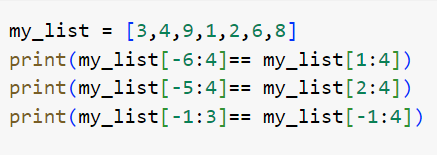 my_list = [3,4,9,1,2,6,8]
print(my_list[-6:4]== my_list[1:4])
print(my_list[-5:4]== my_list[2:4])
print(my_list[-1:3]== my_list[-1:4])